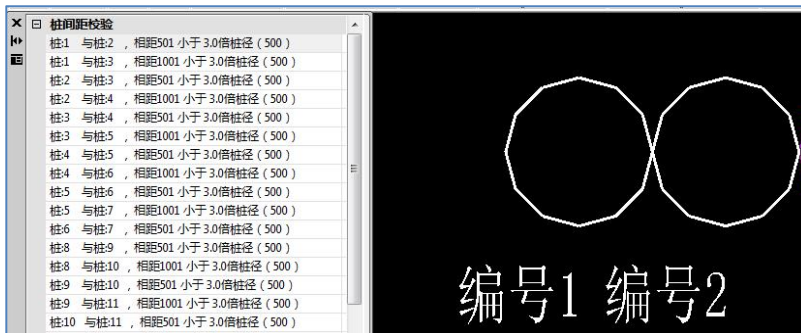 桩间距校验
桩:1 与桩:2 ，相距501 小于 3.0倍桩径（500）
桩:1 与桩:3 ，相距1001 小于 3.0倍桩径（500）
桩:2 与桩:3 ，相距501 小于 3.0倍桩径（500）
桩:2 与桩:4 ，相距1001 小于 3.0倍桩径（500）
桩:3 与桩:4 ，相距501 小于 3.0倍桩径（500）
桩:3 与桩:5 ，相距1001 小于 3.0倍桩径（500）
桩:4 与桩:5 ，相距501 小于 3.0倍桩径（500）
桩:4 与桩:6 ，相距1001 小于 3.0倍桩径（500）
桩:5 与桩:6 ，相距501 小于 3.0倍桩径（500）
桩:5 与桩:7 ，相距1001 小于 3.0倍桩径（500）
桩:6 与桩:7 ，相距501 小于 3.0倍桩径（500）
桩:8 与桩:9 ，相距501 小于 3.0倍桩径（500）
桩:8 与桩:10 ，相距1001 小于 3.0倍桩径（500）
桩:9 与桩:10 ，相距501 小于 3.0倍桩径（500）
桩:9 与桩:11 ，相距1001 小于 3.0倍桩径（500）
桩:10 与桩:11 ，相距501 小于 3.0倍桩径（500）
编号1 编号2